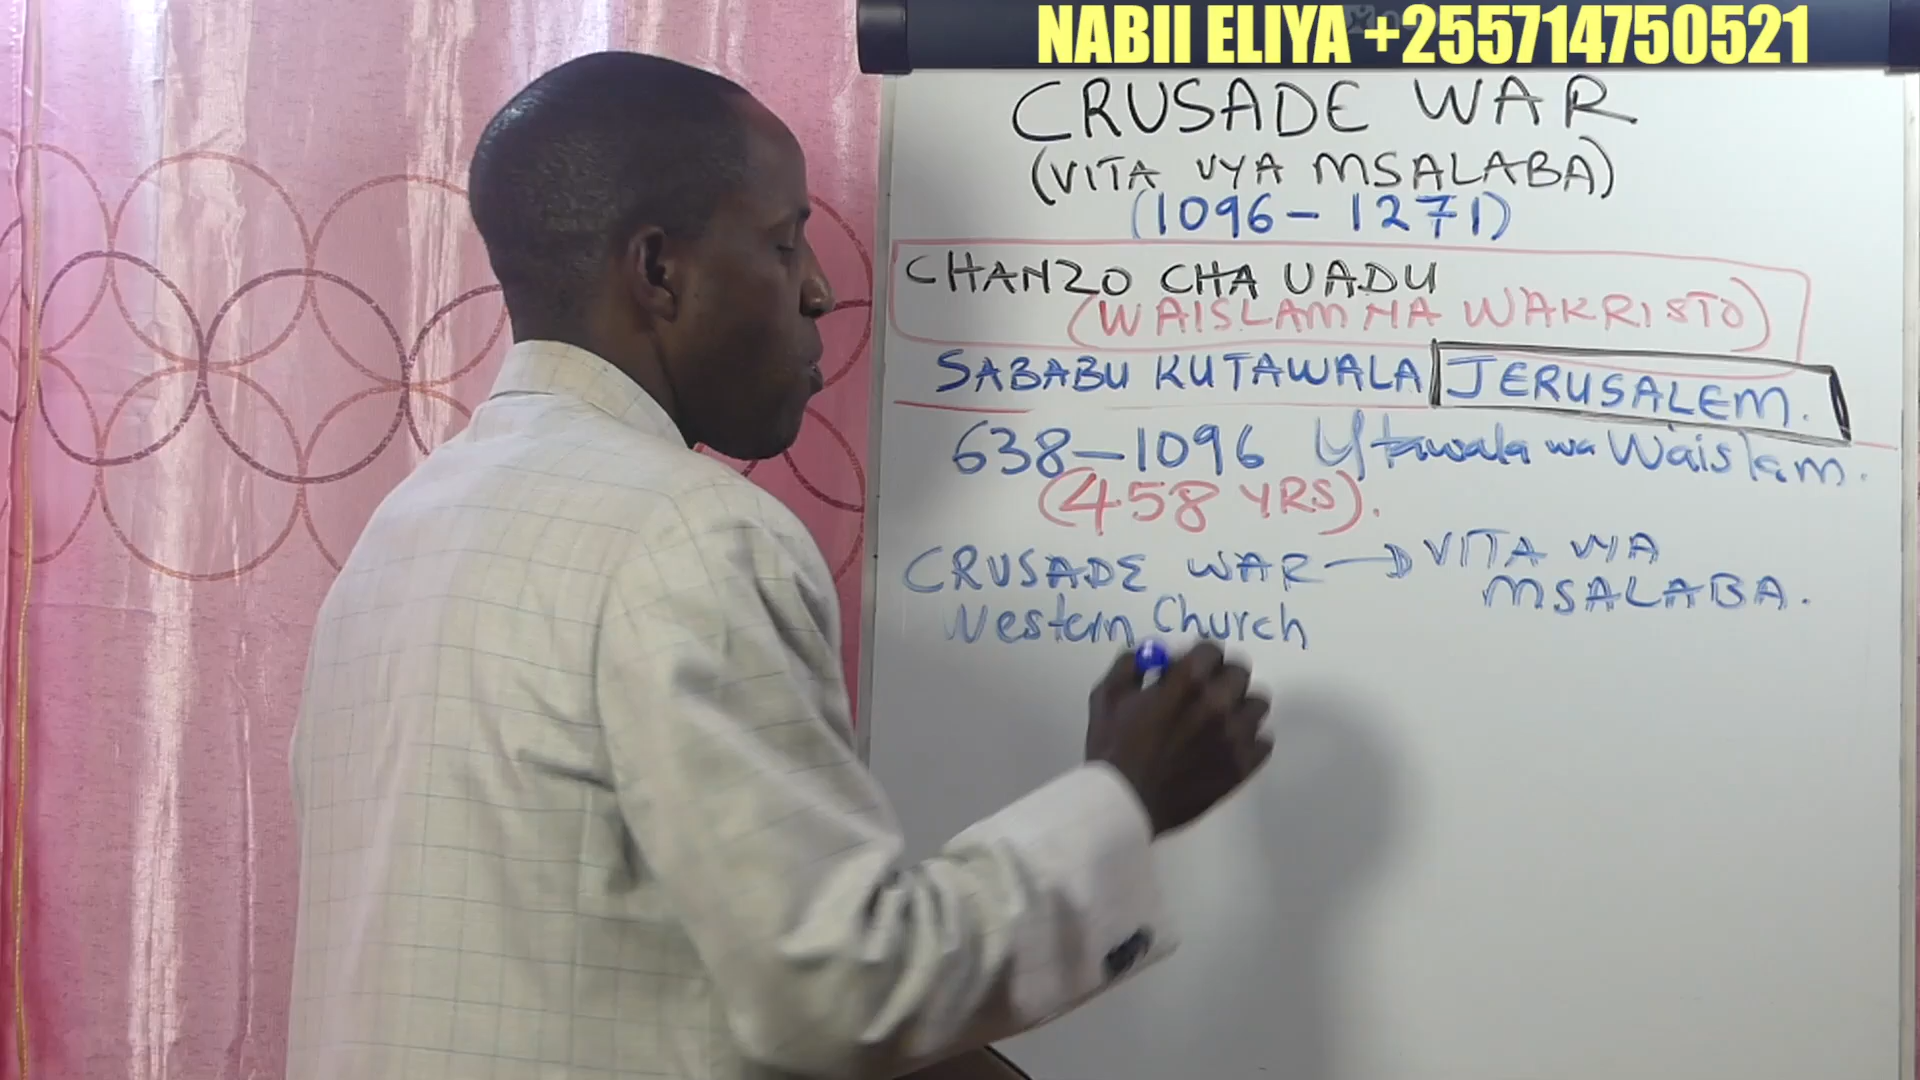 NABII ELIYA +255714750521
CRUSADE WAR
(VITA VYA MSALABA)
(1096 - 1271)
CHANZO CHA UADU
(WAISLAM NA WAKRISTO)
SABABU KUTAWALA JERUSALEM.
638-1096 Utawala wa Waislam.
(458 YRS).
CRUSADE WAR → VITA VYA
MSALABA.
Western Church